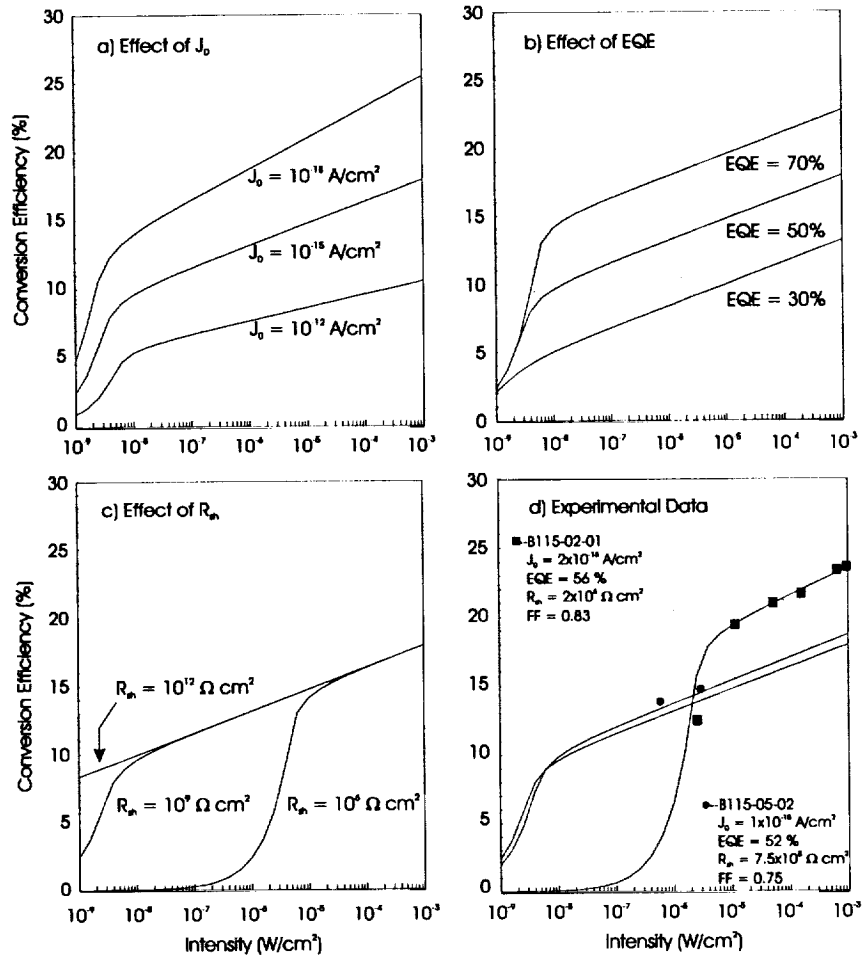 30
25
20
15
10
5
0
Conversion Efficiency (%)
a) Effect of J₀
J₀ = 10⁻¹⁸ A/cm²
J₀ = 10⁻¹⁵ A/cm²
J₀ = 10⁻¹² A/cm²
10⁻⁹ 10⁻⁸ 10⁻⁷ 10⁻⁶ 10⁻⁵ 10⁻⁴ 10⁻³
30
25
20
15
10
5
0
b) Effect of EQE
EQE = 70%
EQE = 50%
EQE = 30%
10⁻⁹ 10⁻⁸ 10⁻⁷ 10⁻⁶ 10⁻⁵ 10⁻⁴ 10⁻³
30
25
20
15
10
5
0
Conversion Efficiency (%)
c) Effect of Rsh
Rsh = 10¹² Ω cm²
Rsh = 10⁹ Ω cm²
Rsh = 10⁶ Ω cm²
10⁻⁹ 10⁻⁸ 10⁻⁷ 10⁻⁶ 10⁻⁵ 10⁻⁴ 10⁻³
Intensity (W/cm²)
30
25
20
15
10
5
0
d) Experimental Data
B115-02-01
J₀ = A/cm²
EQE = 56 %
Rsh = 2x10⁶ Ω cm²
FF = 0.83
B115-05-02
J₀ = A/cm²
EQE = 52 %
Rsh = Ω cm²
FF = 0.75
10⁻⁹ 10⁻⁸ 10⁻⁷ 10⁻⁶ 10⁻⁵ 10⁻⁴ 10⁻³
Intensity (W/cm²)